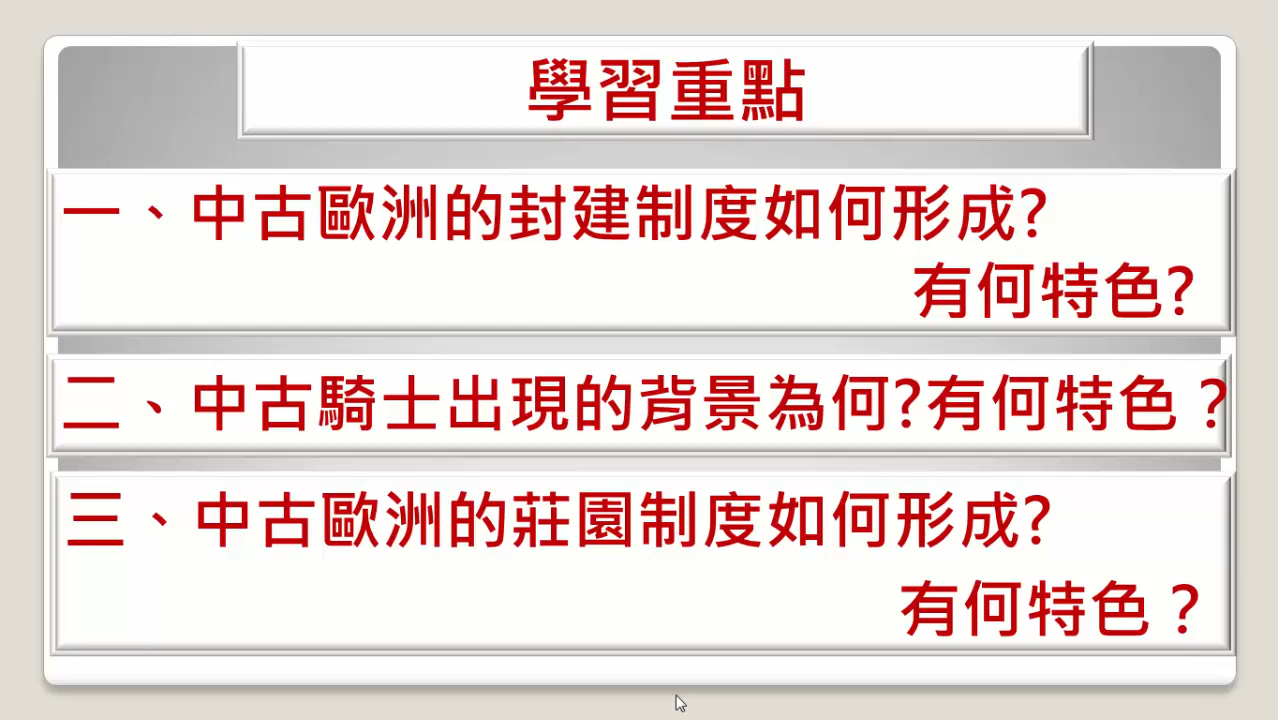 學習重點
一、中古歐洲的封建制度如何形成?
有何特色?
二、中古騎士出現的背景為何?有何特色？
三、中古歐洲的莊園制度如何形成?
有何特色？